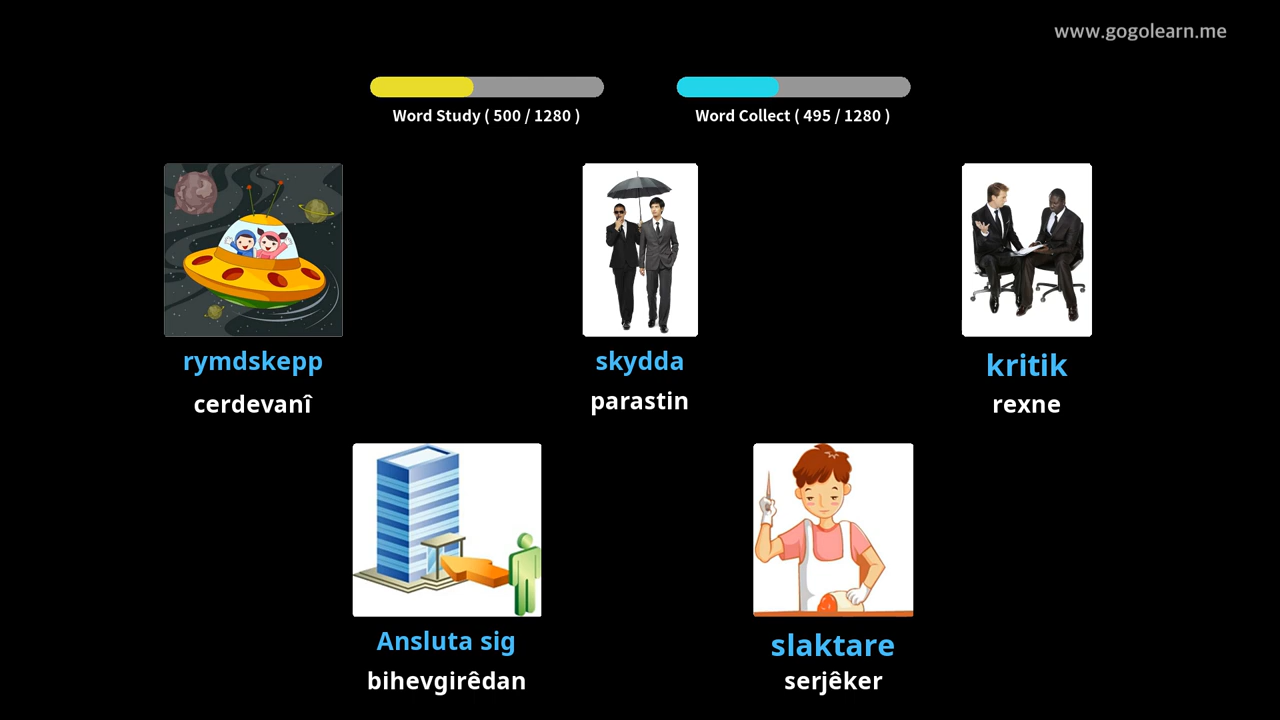 www.gogolearn.me
Word Study ( 500 / 1280 )
Word Collect ( 495 / 1280 )
rymdskepp
cerdevanî
skydda
parastin
kritik
rexne
Ansluta sig
bihevgirêdan
slaktare
serjêker